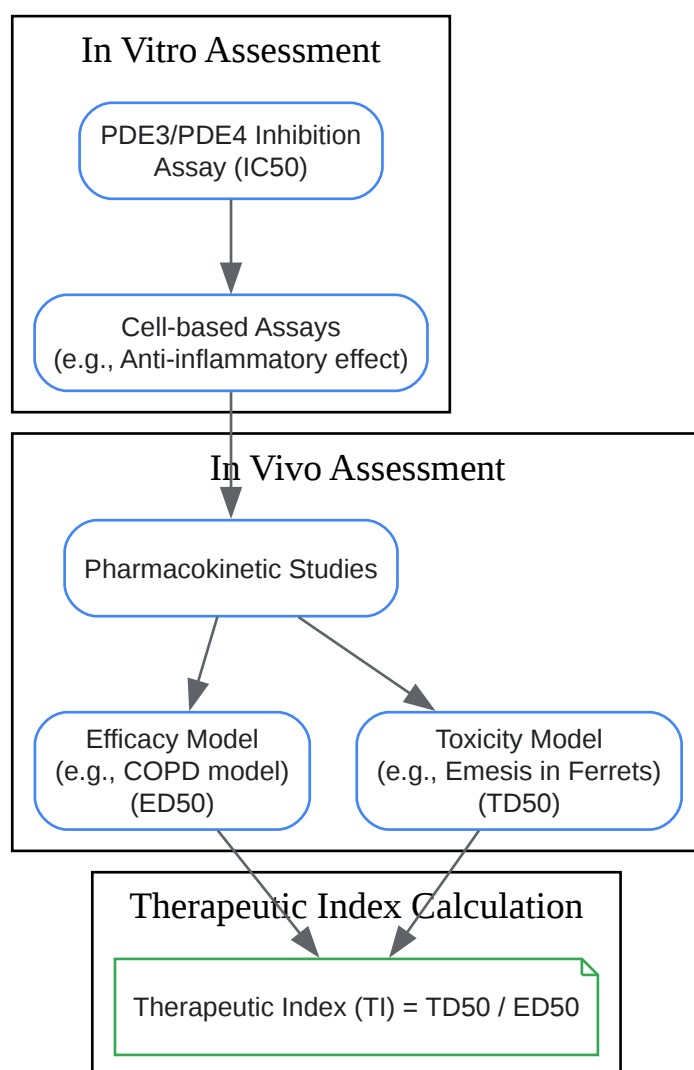 In Vitro Assessment
PDE3/PDE4 Inhibition
Assay (IC50)
Cell-based Assays
(e.g., Anti-inflammatory effect)
In Vivo Assessment
Pharmacokinetic Studies
Efficacy Model
(e.g., COPD model)
(ED50)
Toxicity Model
(e.g., Emesis in Ferrets)
(TD50)
Therapeutic Index Calculation
Therapeutic Index (TI) = TD50 / ED50